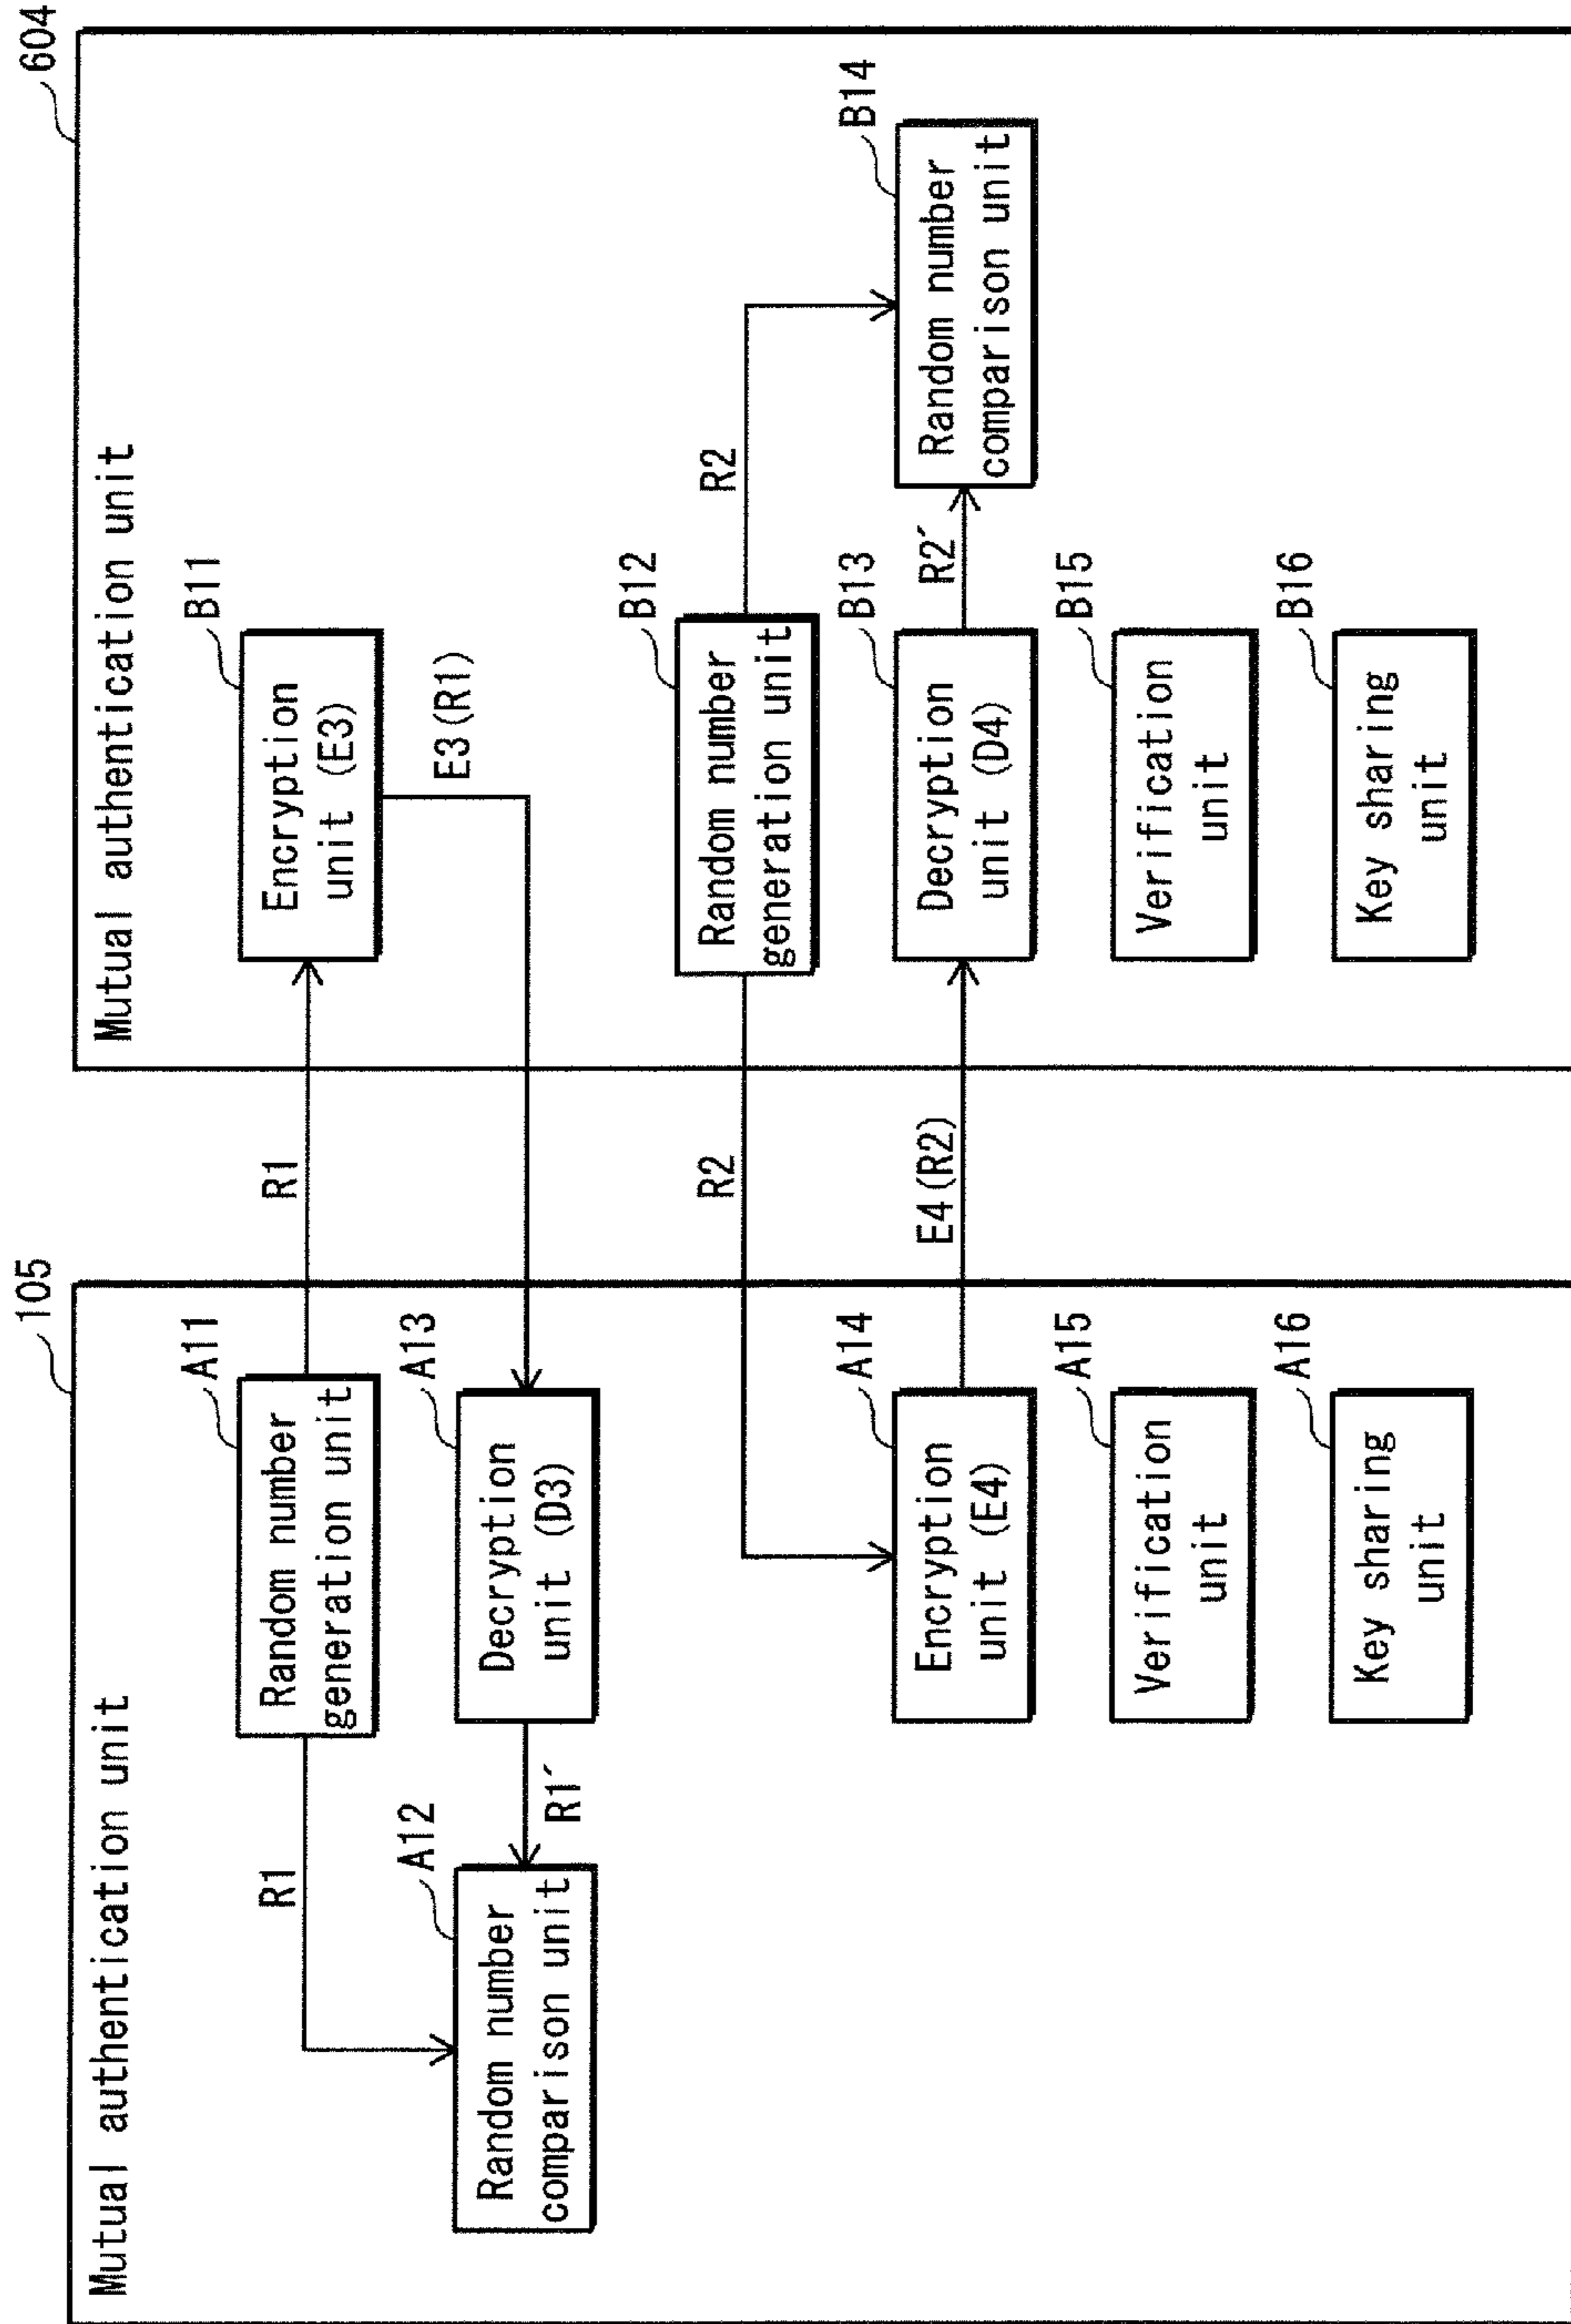 105
Mutual authentication unit
A11
Random number
generation unit
R1
R1
A12
Random number
comparison unit
R1´
A13
Decryption
unit (D3)
R2
A14
Encryption
unit (E4)
E4(R2)
A15
Verification
unit
A16
Key sharing
unit
604
Mutual authentication unit
B11
Encryption
unit (E3)
E3(R1)
B12
Random number
generation unit
R2
B13
Decryption
unit (D4)
R2´
B14
Random number
comparison unit
B15
Verification
unit
B16
Key sharing
unit